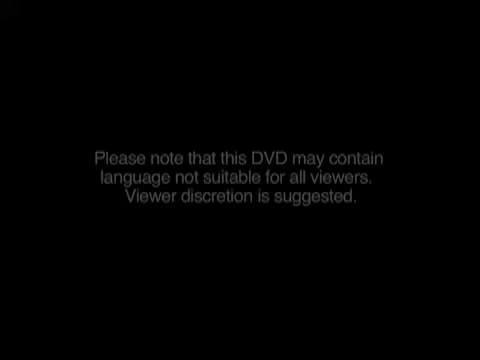 Please note that this DVD may contain
language not suitable for all viewers.
Viewer discretion is suggested.